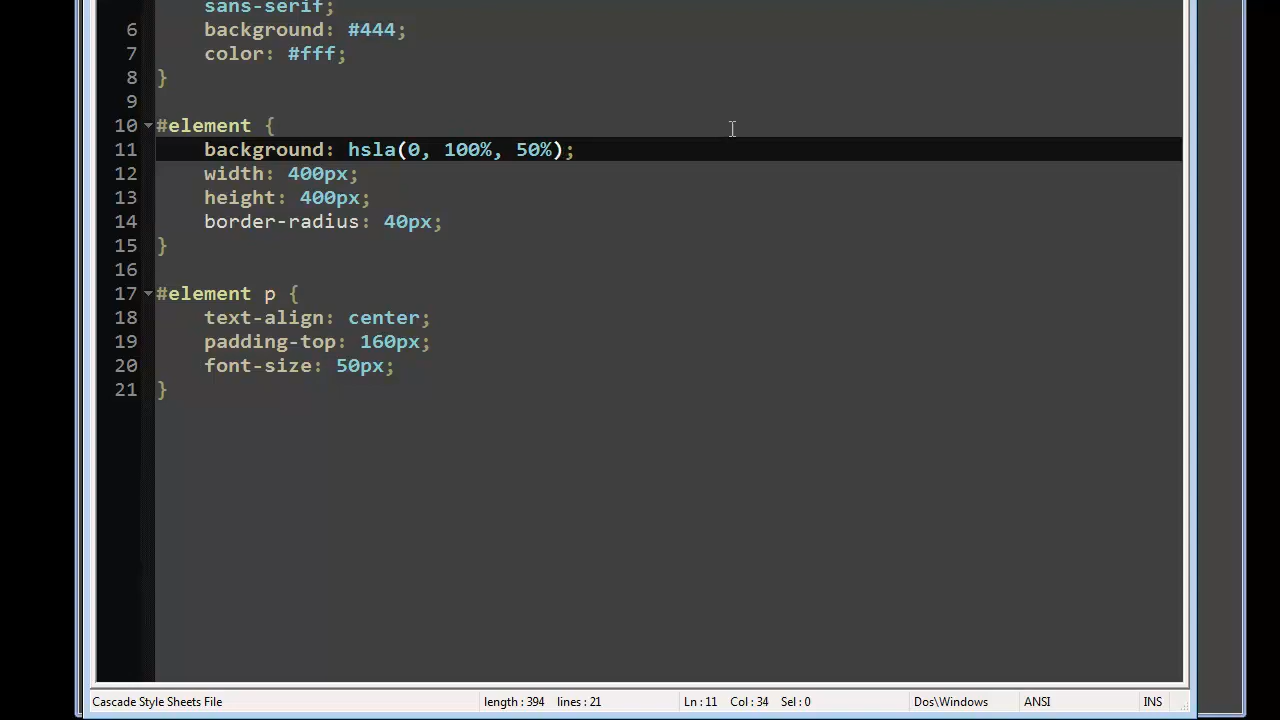 sans-serif;
6 background: #444;
7 color: #fff;
8 }
9
10 #element {
11 background: hsla(0, 100%, 50%);
12 width: 400px;
13 height: 400px;
14 border-radius: 40px;
15 }
16
17 #element p {
18 text-align: center;
19 padding-top: 160px;
20 font-size: 50px;
21 }
Cascade Style Sheets File length : 394 lines : 21 Ln : 11 Col : 34 Sel : 0 Dos\Windows ANSI INS